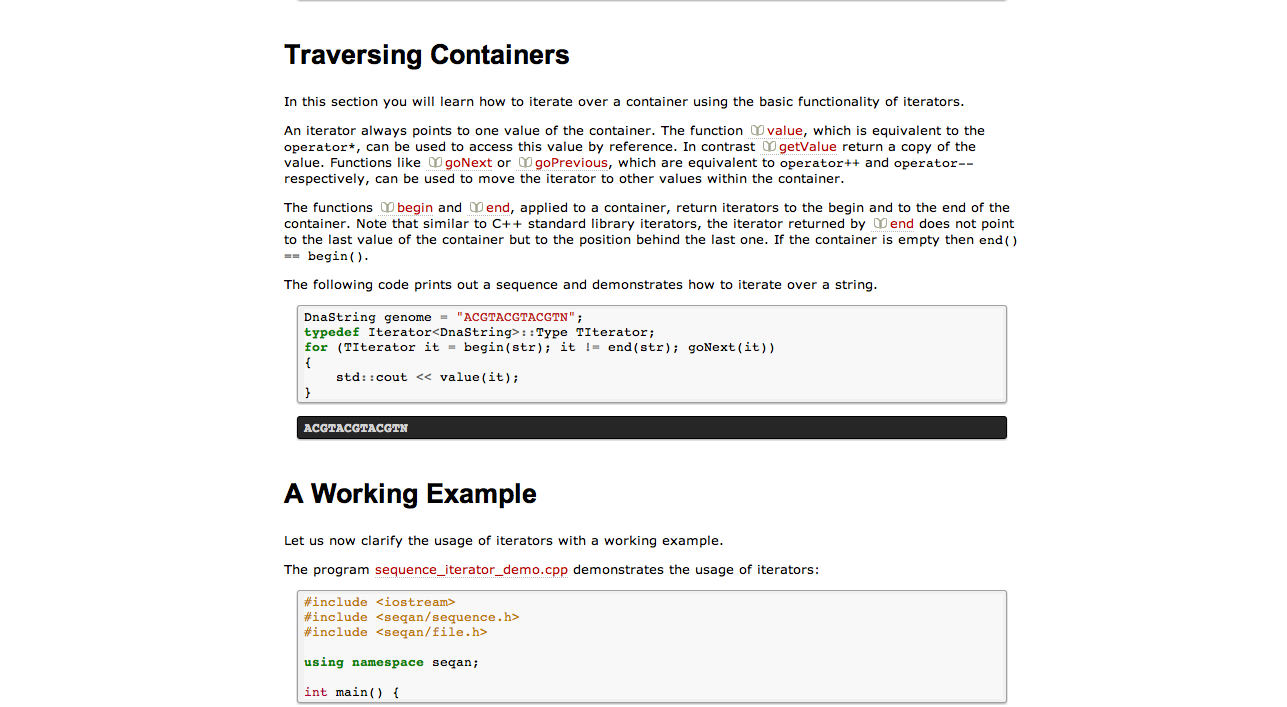 Traversing Containers
In this section you will learn how to iterate over a container using the basic functionality of iterators.
An iterator always points to one value of the container. The function value, which is equivalent to the
operator*, can be used to access this value by reference. In contrast getValue return a copy of the
value. Functions like goNext or goPrevious, which are equivalent to operator++ and operator--
respectively, can be used to move the iterator to other values within the container.
The functions begin and end, applied to a container, return iterators to the begin and to the end of the
container. Note that similar to C++ standard library iterators, the iterator returned by end does not point
to the last value of the container but to the position behind the last one. If the container is empty then end()
== begin().
The following code prints out a sequence and demonstrates how to iterate over a string.
DnaString genome = "ACGTACGTACGTN";
typedef Iterator<DnaString>::Type TIterator;
for (TIterator it = begin(str); it != end(str); goNext(it))
{
    std::cout << value(it);
}
ACGTACGTACGTN
A Working Example
Let us now clarify the usage of iterators with a working example.
The program sequence_iterator_demo.cpp demonstrates the usage of iterators:
#include <iostream>
#include <seqan/sequence.h>
#include <seqan/file.h>
using namespace seqan;
int main() {